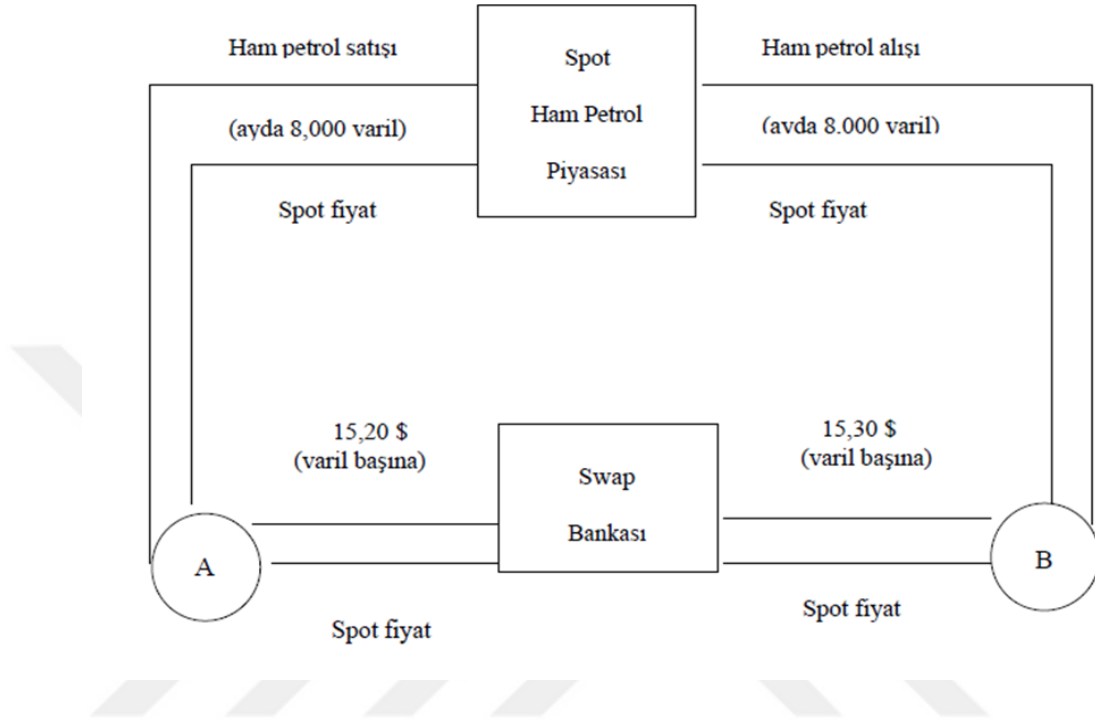 Ham petrol satışı
(ayda 8,000 varil)
Spot fiyat
Spot
Ham Petrol
Piyasası
Ham petrol alışı
(ayda 8.000 varil)
Spot fiyat
15,20 $
(varil başına)
Swap
Bankası
15,30 $
(varil başına)
A
B
Spot fiyat
Spot fiyat